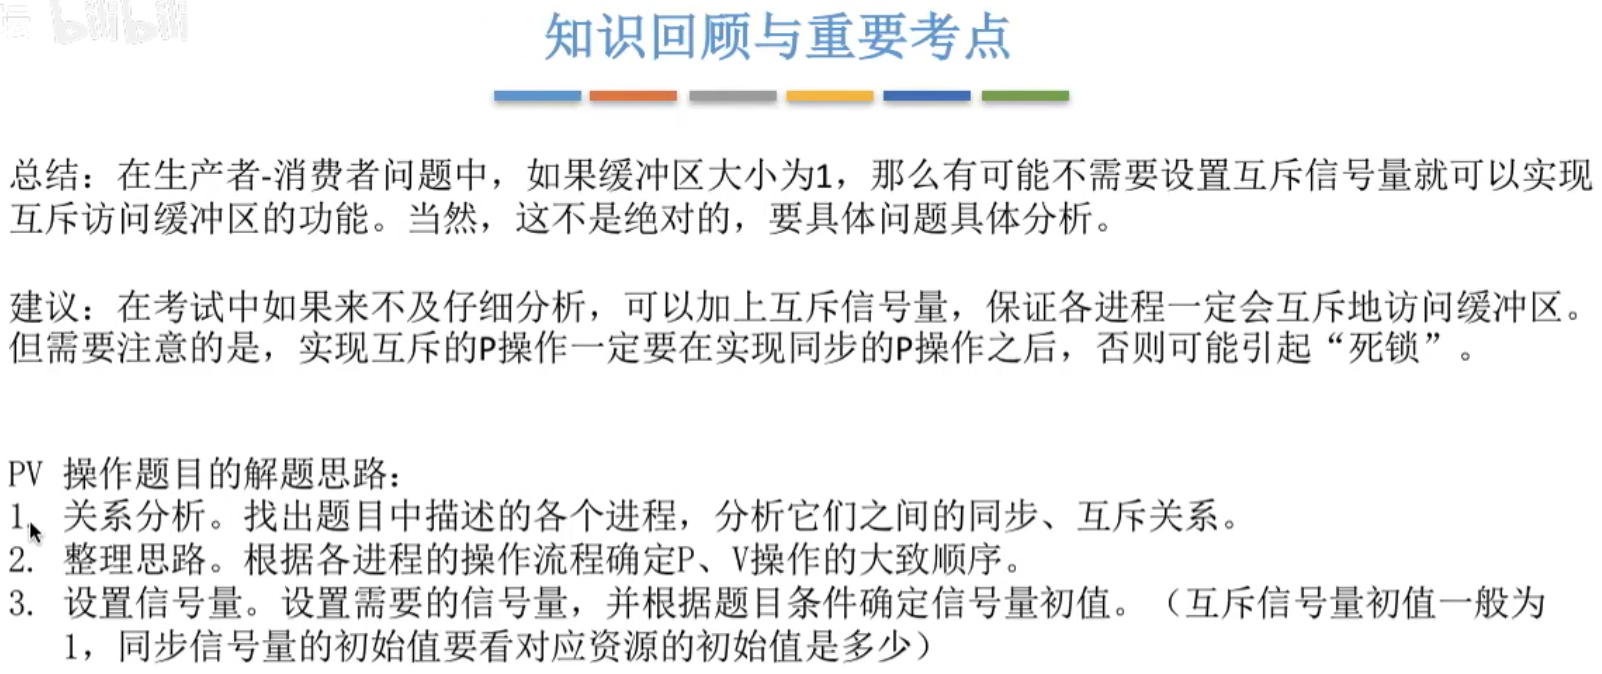 bilibili
知识回顾与重要考点
总结：在生产者-消费者问题中，如果缓冲区大小为1，那么有可能不需要设置互斥信号量就可以实现
互斥访问缓冲区的功能。当然，这不是绝对的，要具体问题具体分析。
建议：在考试中如果来不及仔细分析，可以加上互斥信号量，保证各进程一定会互斥地访问缓冲区。
但需要注意的是，实现互斥的P操作一定要在实现同步的P操作之后，否则可能引起“死锁”。
PV 操作题目的解题思路：
1. 关系分析。找出题目中描述的各个进程，分析它们之间的同步、互斥关系。
2. 整理思路。根据各进程的操作流程确定P、V操作的大致顺序。
3. 设置信号量。设置需要的信号量，并根据题目条件确定信号量初值。（互斥信号量初值一般为
1，同步信号量的初始值要看对应资源的初始值是多少）